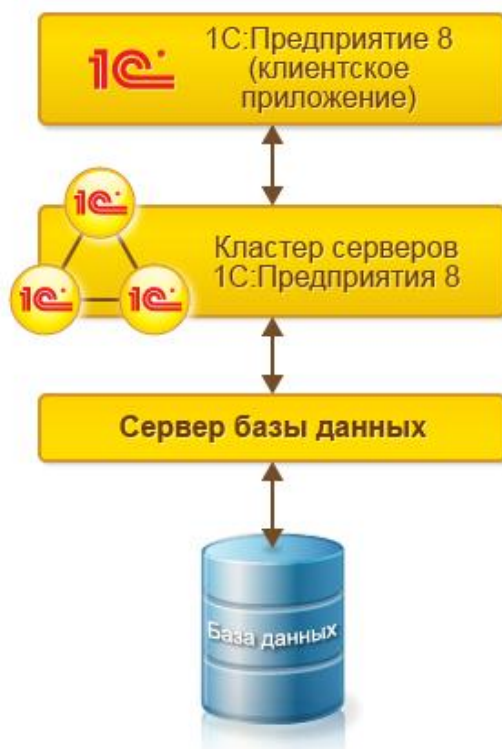 1С
1С:Предприятие 8
(клиентское
приложение)
1С
1С
1С
Кластер серверов
1С:Предприятия 8
Сервер базы данных
База данных